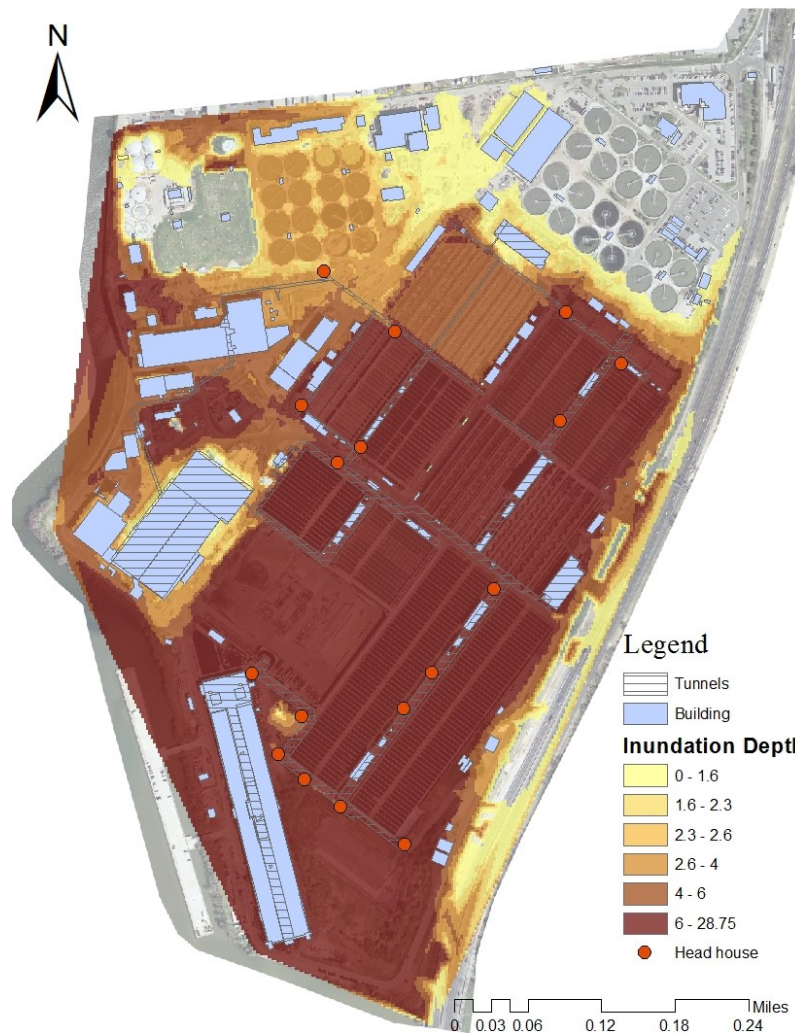 N
Legend
Tunnels
Building
Inundation Depth
0 - 1.6
1.6 - 2.3
2.3 - 2.6
2.6 - 4
4 - 6
6 - 28.75
Head house
Miles
0 0.03 0.06 0.12 0.18 0.24